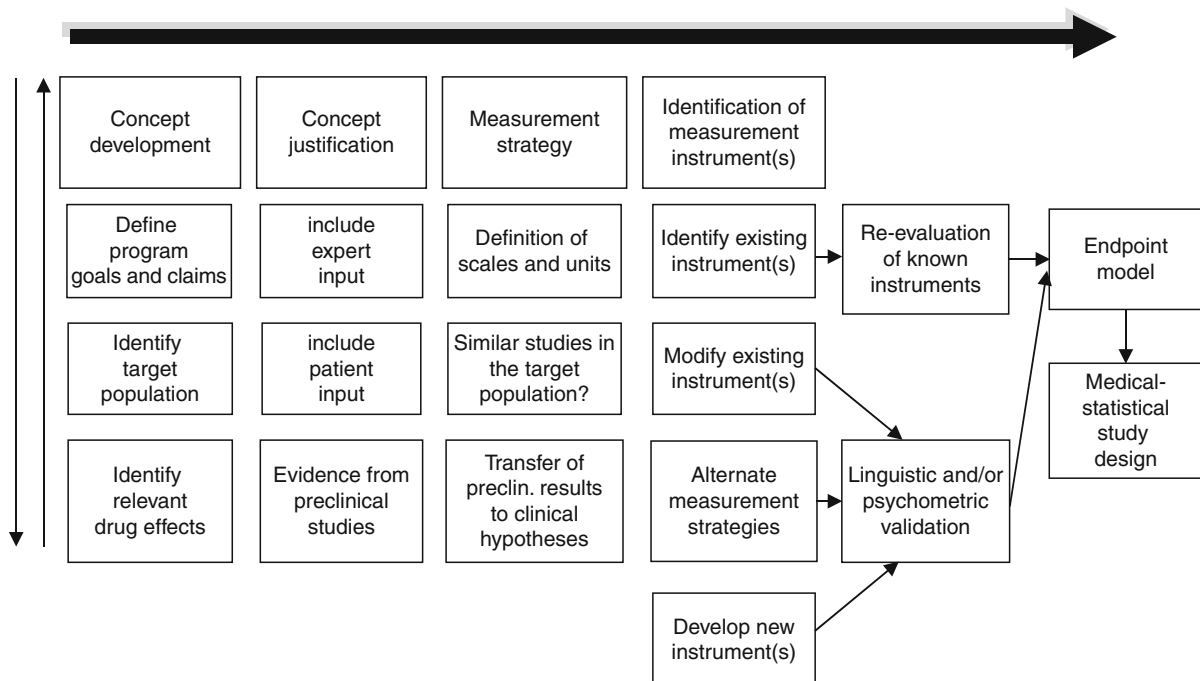 Concept
development
Concept
justification
Measurement
strategy
Identification of
measurement
instrument(s)
Define
program
goals and claims
include
expert
input
Definition of
scales and units
Identify existing
instrument(s)
Re-evaluation
of known
instruments
Endpoint
model
Identify
target
population
include
patient
input
Similar studies in
the target
population?
Modify existing
instrument(s)
Medical-
statistical
study
design
Identify
relevant
drug effects
Evidence from
preclinical
studies
Transfer of
preclin. results
to clinical
hypotheses
Alternate
measurement
strategies
Linguistic and/or
psychometric
validation
Develop new
instrument(s)